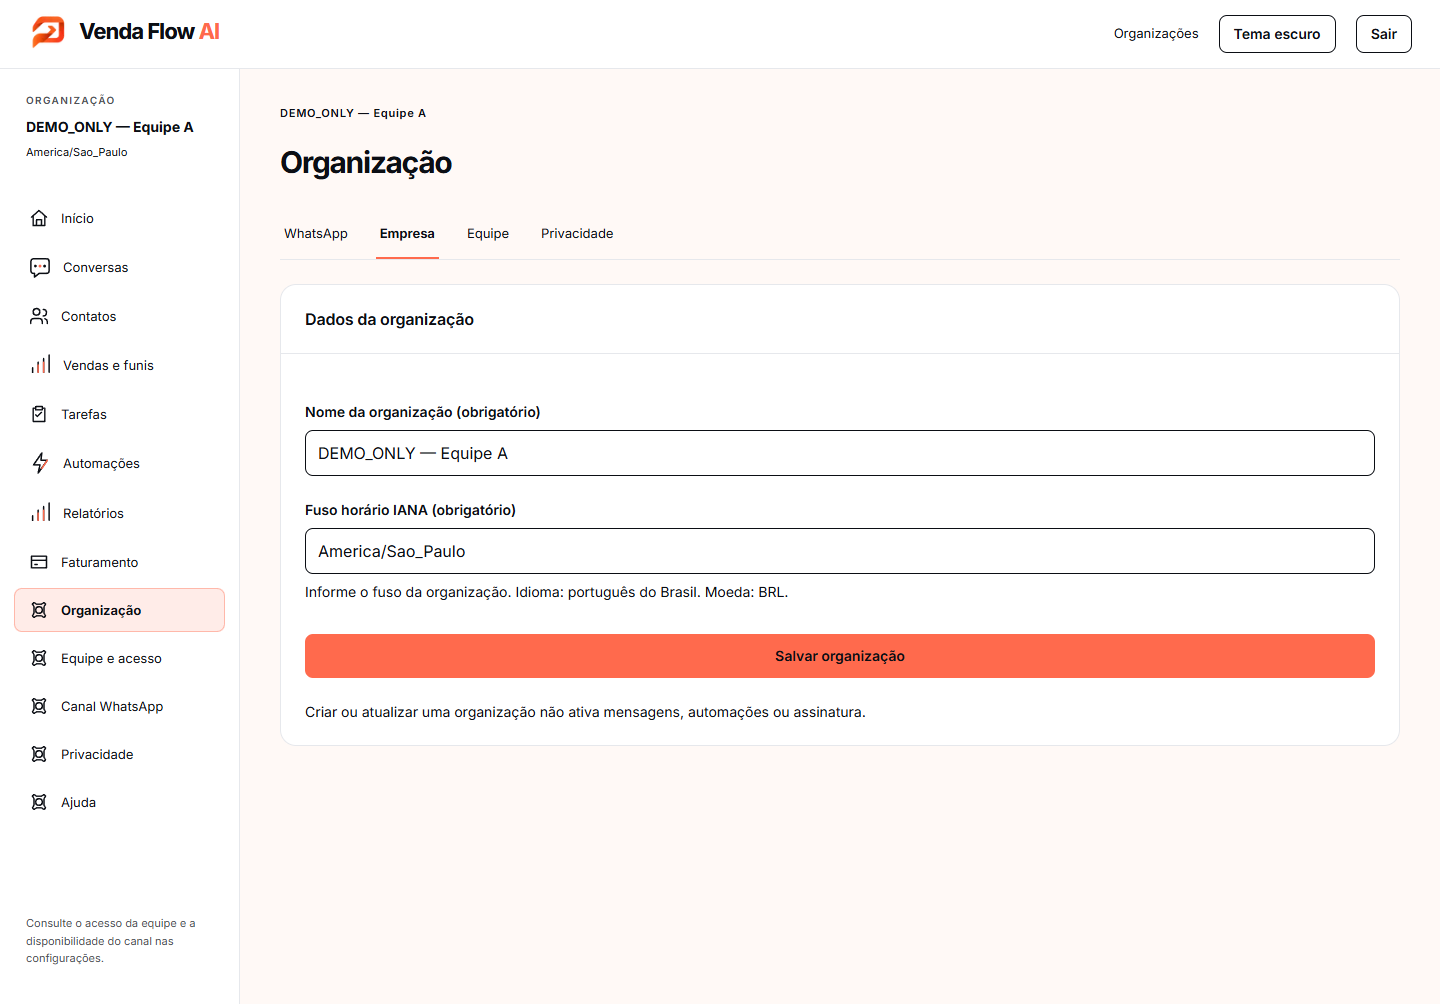 Venda Flow AI
Organizações
Tema escuro
Sair
ORGANIZAÇÃO
DEMO_ONLY — Equipe A
America/Sao_Paulo
Início
Conversas
Contatos
Vendas e funis
Tarefas
Automações
Relatórios
Faturamento
Organização
Equipe e acesso
Canal WhatsApp
Privacidade
Ajuda
Consulte o acesso da equipe e a
disponibilidade do canal nas
configurações.
DEMO_ONLY — Equipe A
Organização
WhatsApp
Empresa
Equipe
Privacidade
Dados da organização
Nome da organização (obrigatório)
DEMO_ONLY — Equipe A
Fuso horário IANA (obrigatório)
America/Sao_Paulo
Informe o fuso da organização. Idioma: português do Brasil. Moeda: BRL.
Salvar organização
Criar ou atualizar uma organização não ativa mensagens, automações ou assinatura.